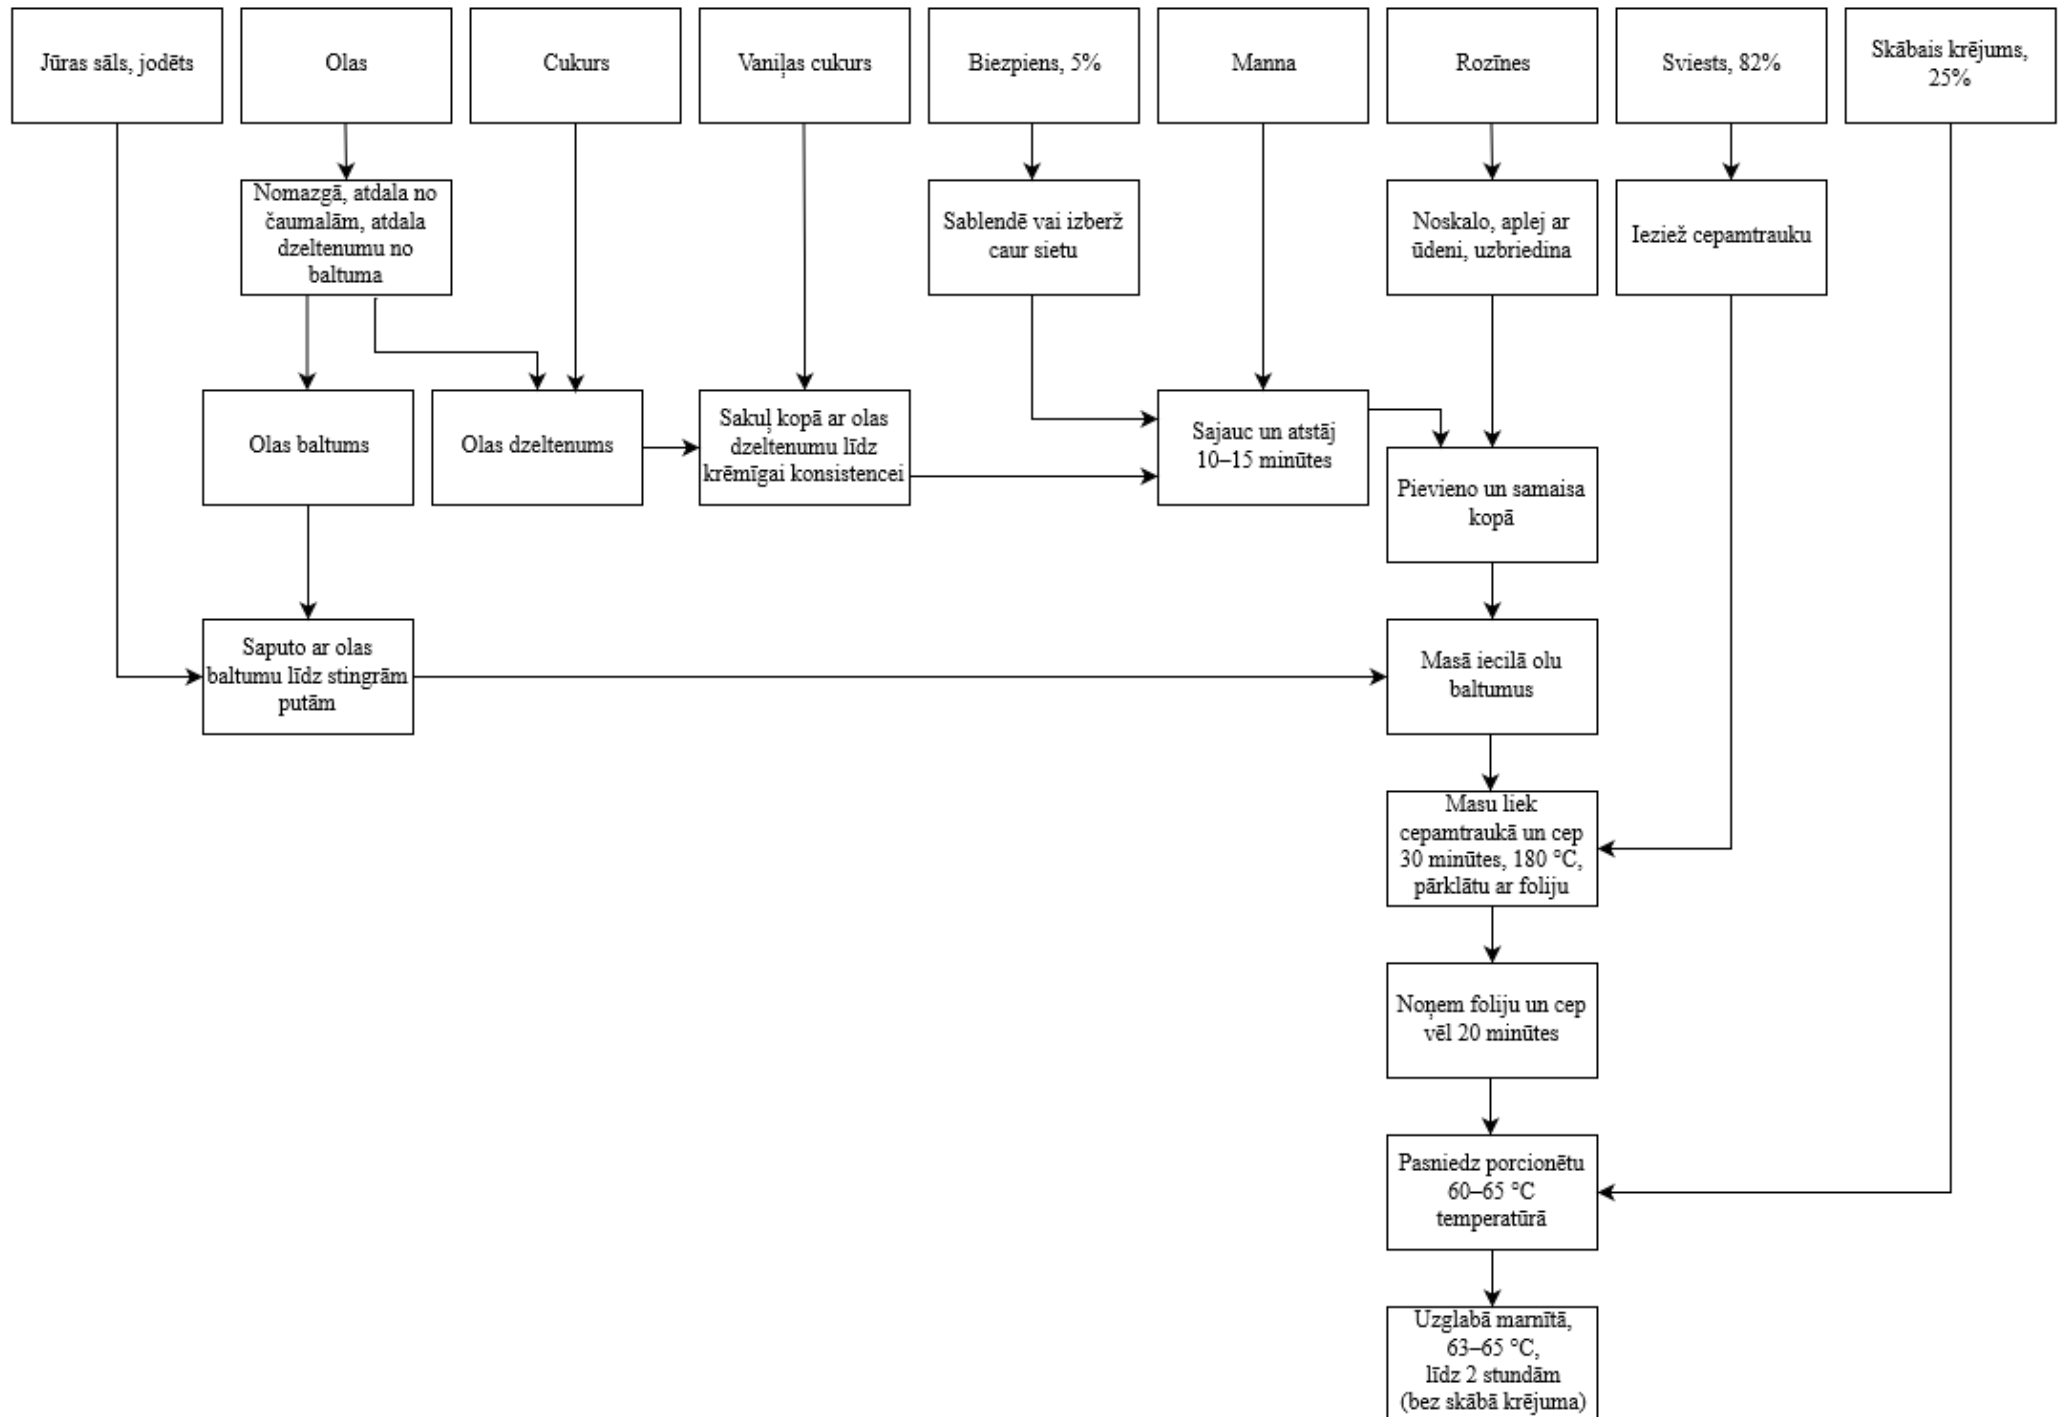 Jūras sāls, jodēts
Olas
Cukurs
Vaniļas cukurs
Biezpiens, 5%
Manna
Rozīnes
Sviests, 82%
Skābais krējums,
25%
Nomazgā, atdala no
čaumalām, atdala
dzeltenumu no
baltuma
Sablendē vai izberž
caur sietu
Noskalo, aplej ar
ūdeni, uzbriedina
Ieziež cepamtrauku
Olas baltums
Olas dzeltenums
Sakuļ kopā ar olas
dzeltenumu līdz
krēmīgai konsistencei
Sajauc un atstāj
10–15 minūtes
Pievieno un samaisa
kopā
Saputo ar olas
baltumu līdz stingrām
putām
Masā iecilā olu
baltumus
Masu liek
cepamtraukā un cep
30 minūtes, 180 °C,
pārklātu ar foliju
Noņem foliju un cep
vēl 20 minūtes
Pasniedz porcionētu
60–65 °C
temperatūrā
Uzglabā marnītā,
63–65 °C,
līdz 2 stundām
(bez skābā krējuma)